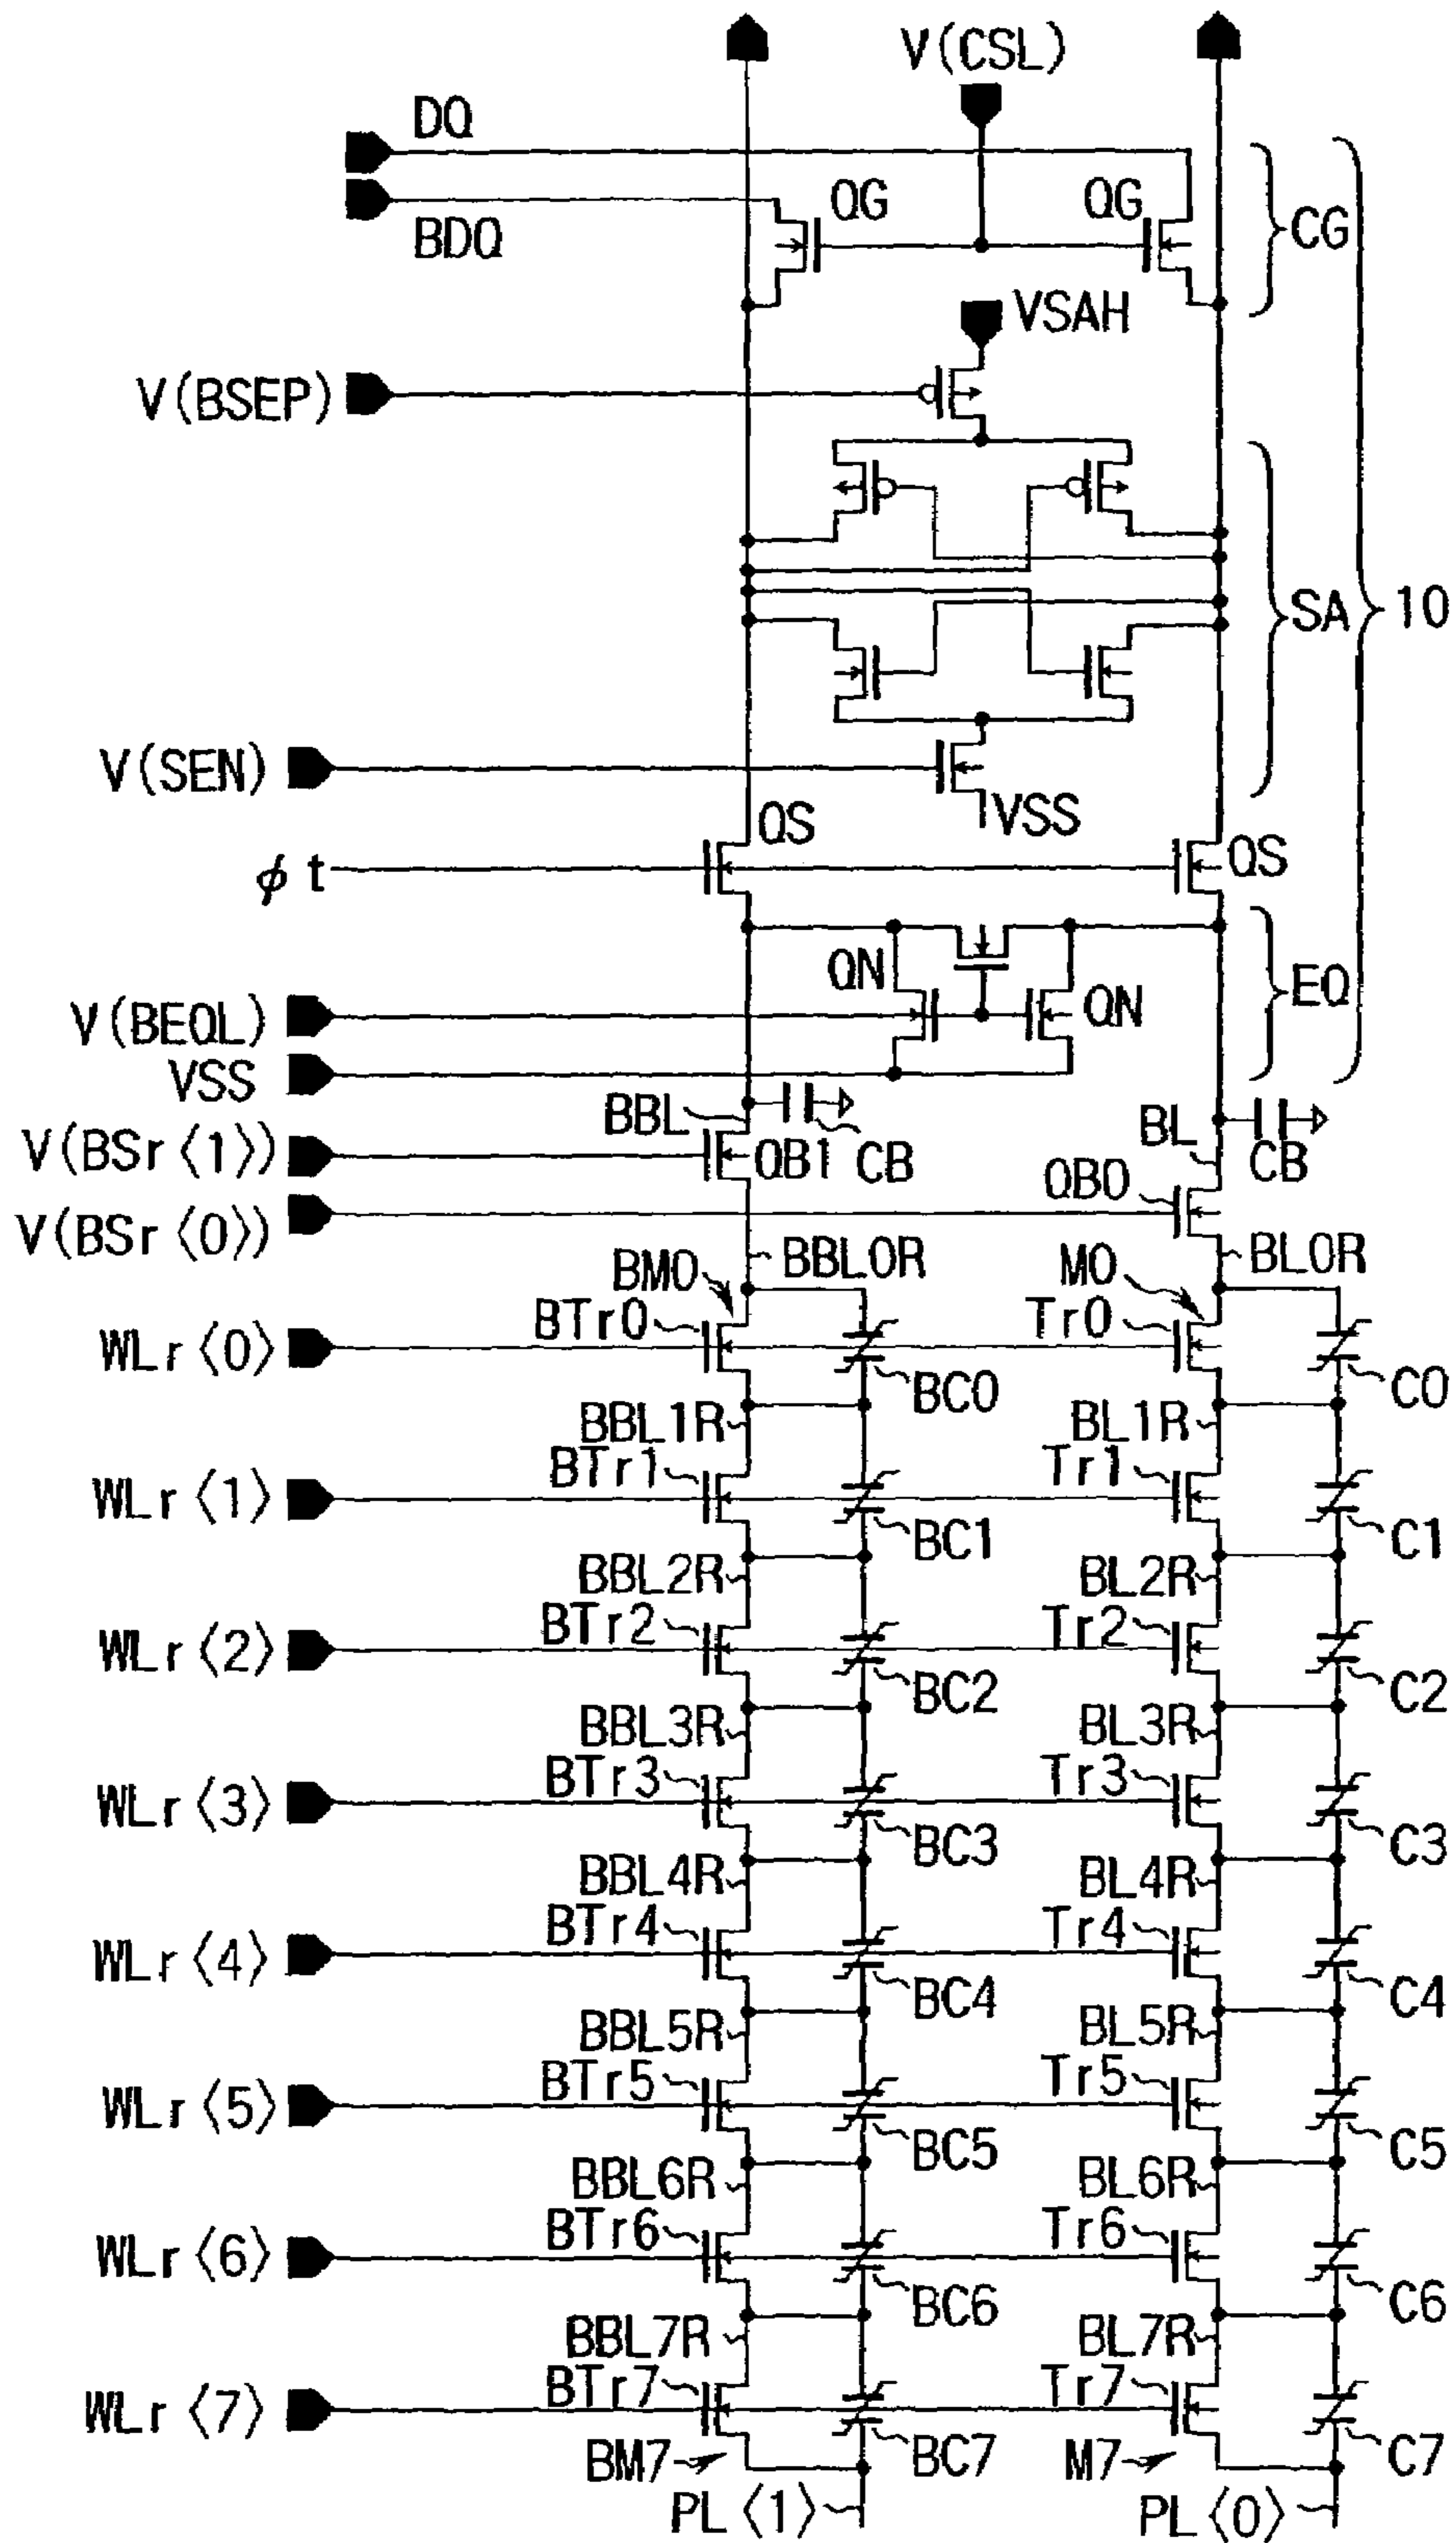 V(CSL)
DQ
BDQ
QG
QG
CG
VSAH
V(BSEP)
SA
10
V(SEN)
VSS
QS
QS
φt
QN
QN
EQ
V(BEQL)
VSS
BBL
BL
V(BSr⟨1⟩)
QB1
CB
CB
QB0
V(BSr⟨0⟩)
BBL0R
BL0R
BM0
M0
WLr⟨0⟩
BTr0
BC0
Tr0
C0
BBL1R
BL1R
WLr⟨1⟩
BTr1
BC1
Tr1
C1
BBL2R
BL2R
WLr⟨2⟩
BTr2
BC2
Tr2
C2
BBL3R
BL3R
WLr⟨3⟩
BTr3
BC3
Tr3
C3
BBL4R
BL4R
WLr⟨4⟩
BTr4
BC4
Tr4
C4
BBL5R
BL5R
WLr⟨5⟩
BTr5
BC5
Tr5
C5
BBL6R
BL6R
WLr⟨6⟩
BTr6
BC6
Tr6
C6
BBL7R
BL7R
WLr⟨7⟩
BTr7
BC7
Tr7
C7
BM7
M7
PL⟨1⟩
PL⟨0⟩